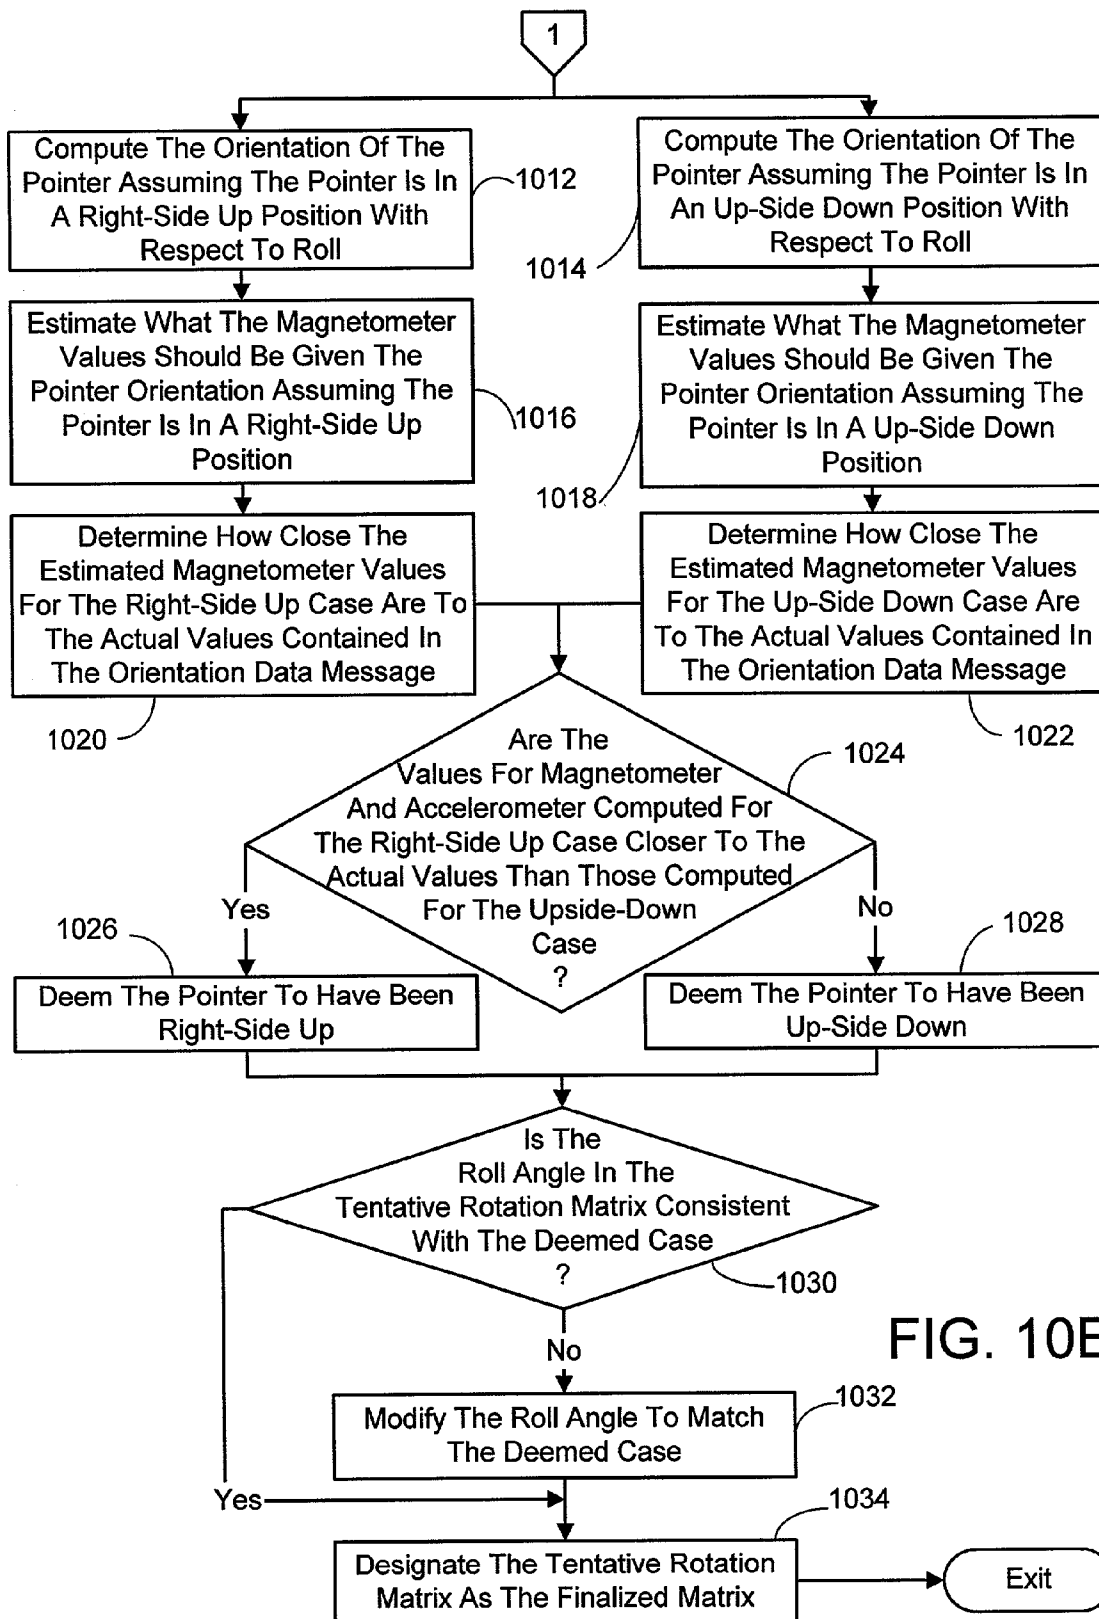 1
Compute The Orientation Of The
Pointer Assuming The Pointer Is In
A Right-Side Up Position With
Respect To Roll
1012
Compute The Orientation Of The
Pointer Assuming The Pointer Is In
An Up-Side Down Position With
Respect To Roll
1014
Estimate What The Magnetometer
Values Should Be Given The
Pointer Orientation Assuming The
Pointer Is In A Right-Side Up
Position
1016
Estimate What The Magnetometer
Values Should Be Given The
Pointer Orientation Assuming The
Pointer Is In A Up-Side Down
Position
1018
Determine How Close The
Estimated Magnetometer Values
For The Right-Side Up Case Are To
The Actual Values Contained In
The Orientation Data Message
1020
Determine How Close The
Estimated Magnetometer Values
For The Up-Side Down Case Are
To The Actual Values Contained In
The Orientation Data Message
1022
Are The
Values For Magnetometer
And Accelerometer Computed For
The Right-Side Up Case Closer To The
Actual Values Than Those Computed
For The Upside-Down
Case
?
1024
Yes
No
1026
1028
Deem The Pointer To Have Been
Right-Side Up
Deem The Pointer To Have Been
Up-Side Down
Is The
Roll Angle In The
Tentative Rotation Matrix Consistent
With The Deemed Case
?
1030
No
FIG. 10B
Modify The Roll Angle To Match
The Deemed Case
1032
Yes
1034
Designate The Tentative Rotation
Matrix As The Finalized Matrix
Exit